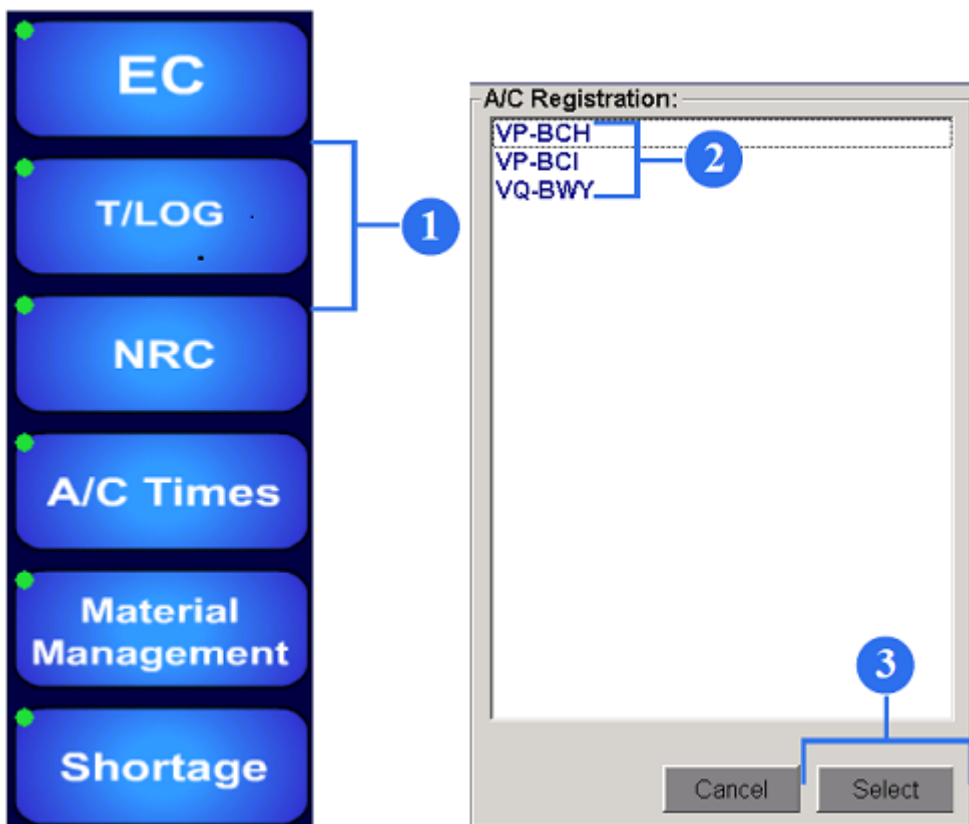 EC
T/LOG
NRC
A/C Times
Material
Management
Shortage
1
A/C Registration:
VP-BCH
VP-BCI
VQ-BWY
2
3
Cancel
Select